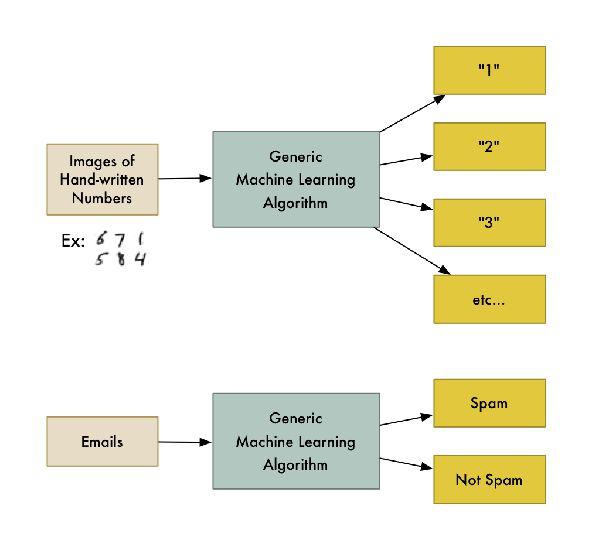 "1"
Images of
Hand-written
Numbers
Generic
Machine Learning
Algorithm
"2"
"3"
Ex: 6 7 1
5 8 4
etc...
Emails
Generic
Machine Learning
Algorithm
Spam
Not Spam